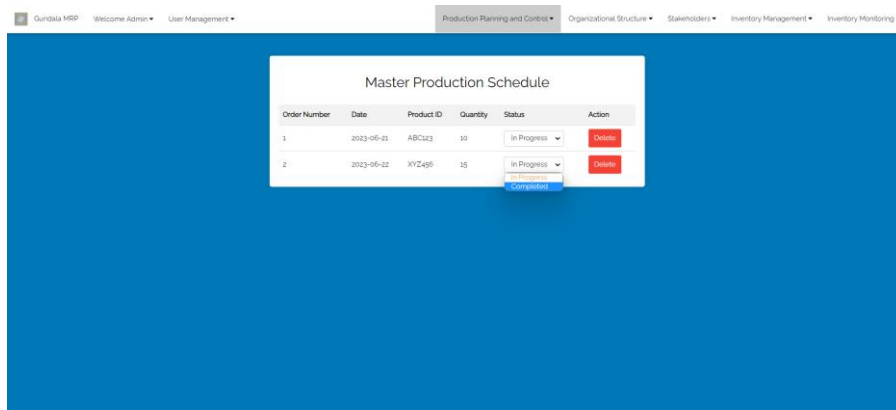 Gundala MRP Welcome Admin User Management Production Planning and Control Organizational Structure Stakeholders Inventory Management Inventory Monitoring
Master Production Schedule
Order Number Date Product ID Quantity Status Action
1 2023-06-21 ABC123 10 In Progress Delete
2 2023-06-22 XYZ456 15 In Progress Delete
In Progress
Completed